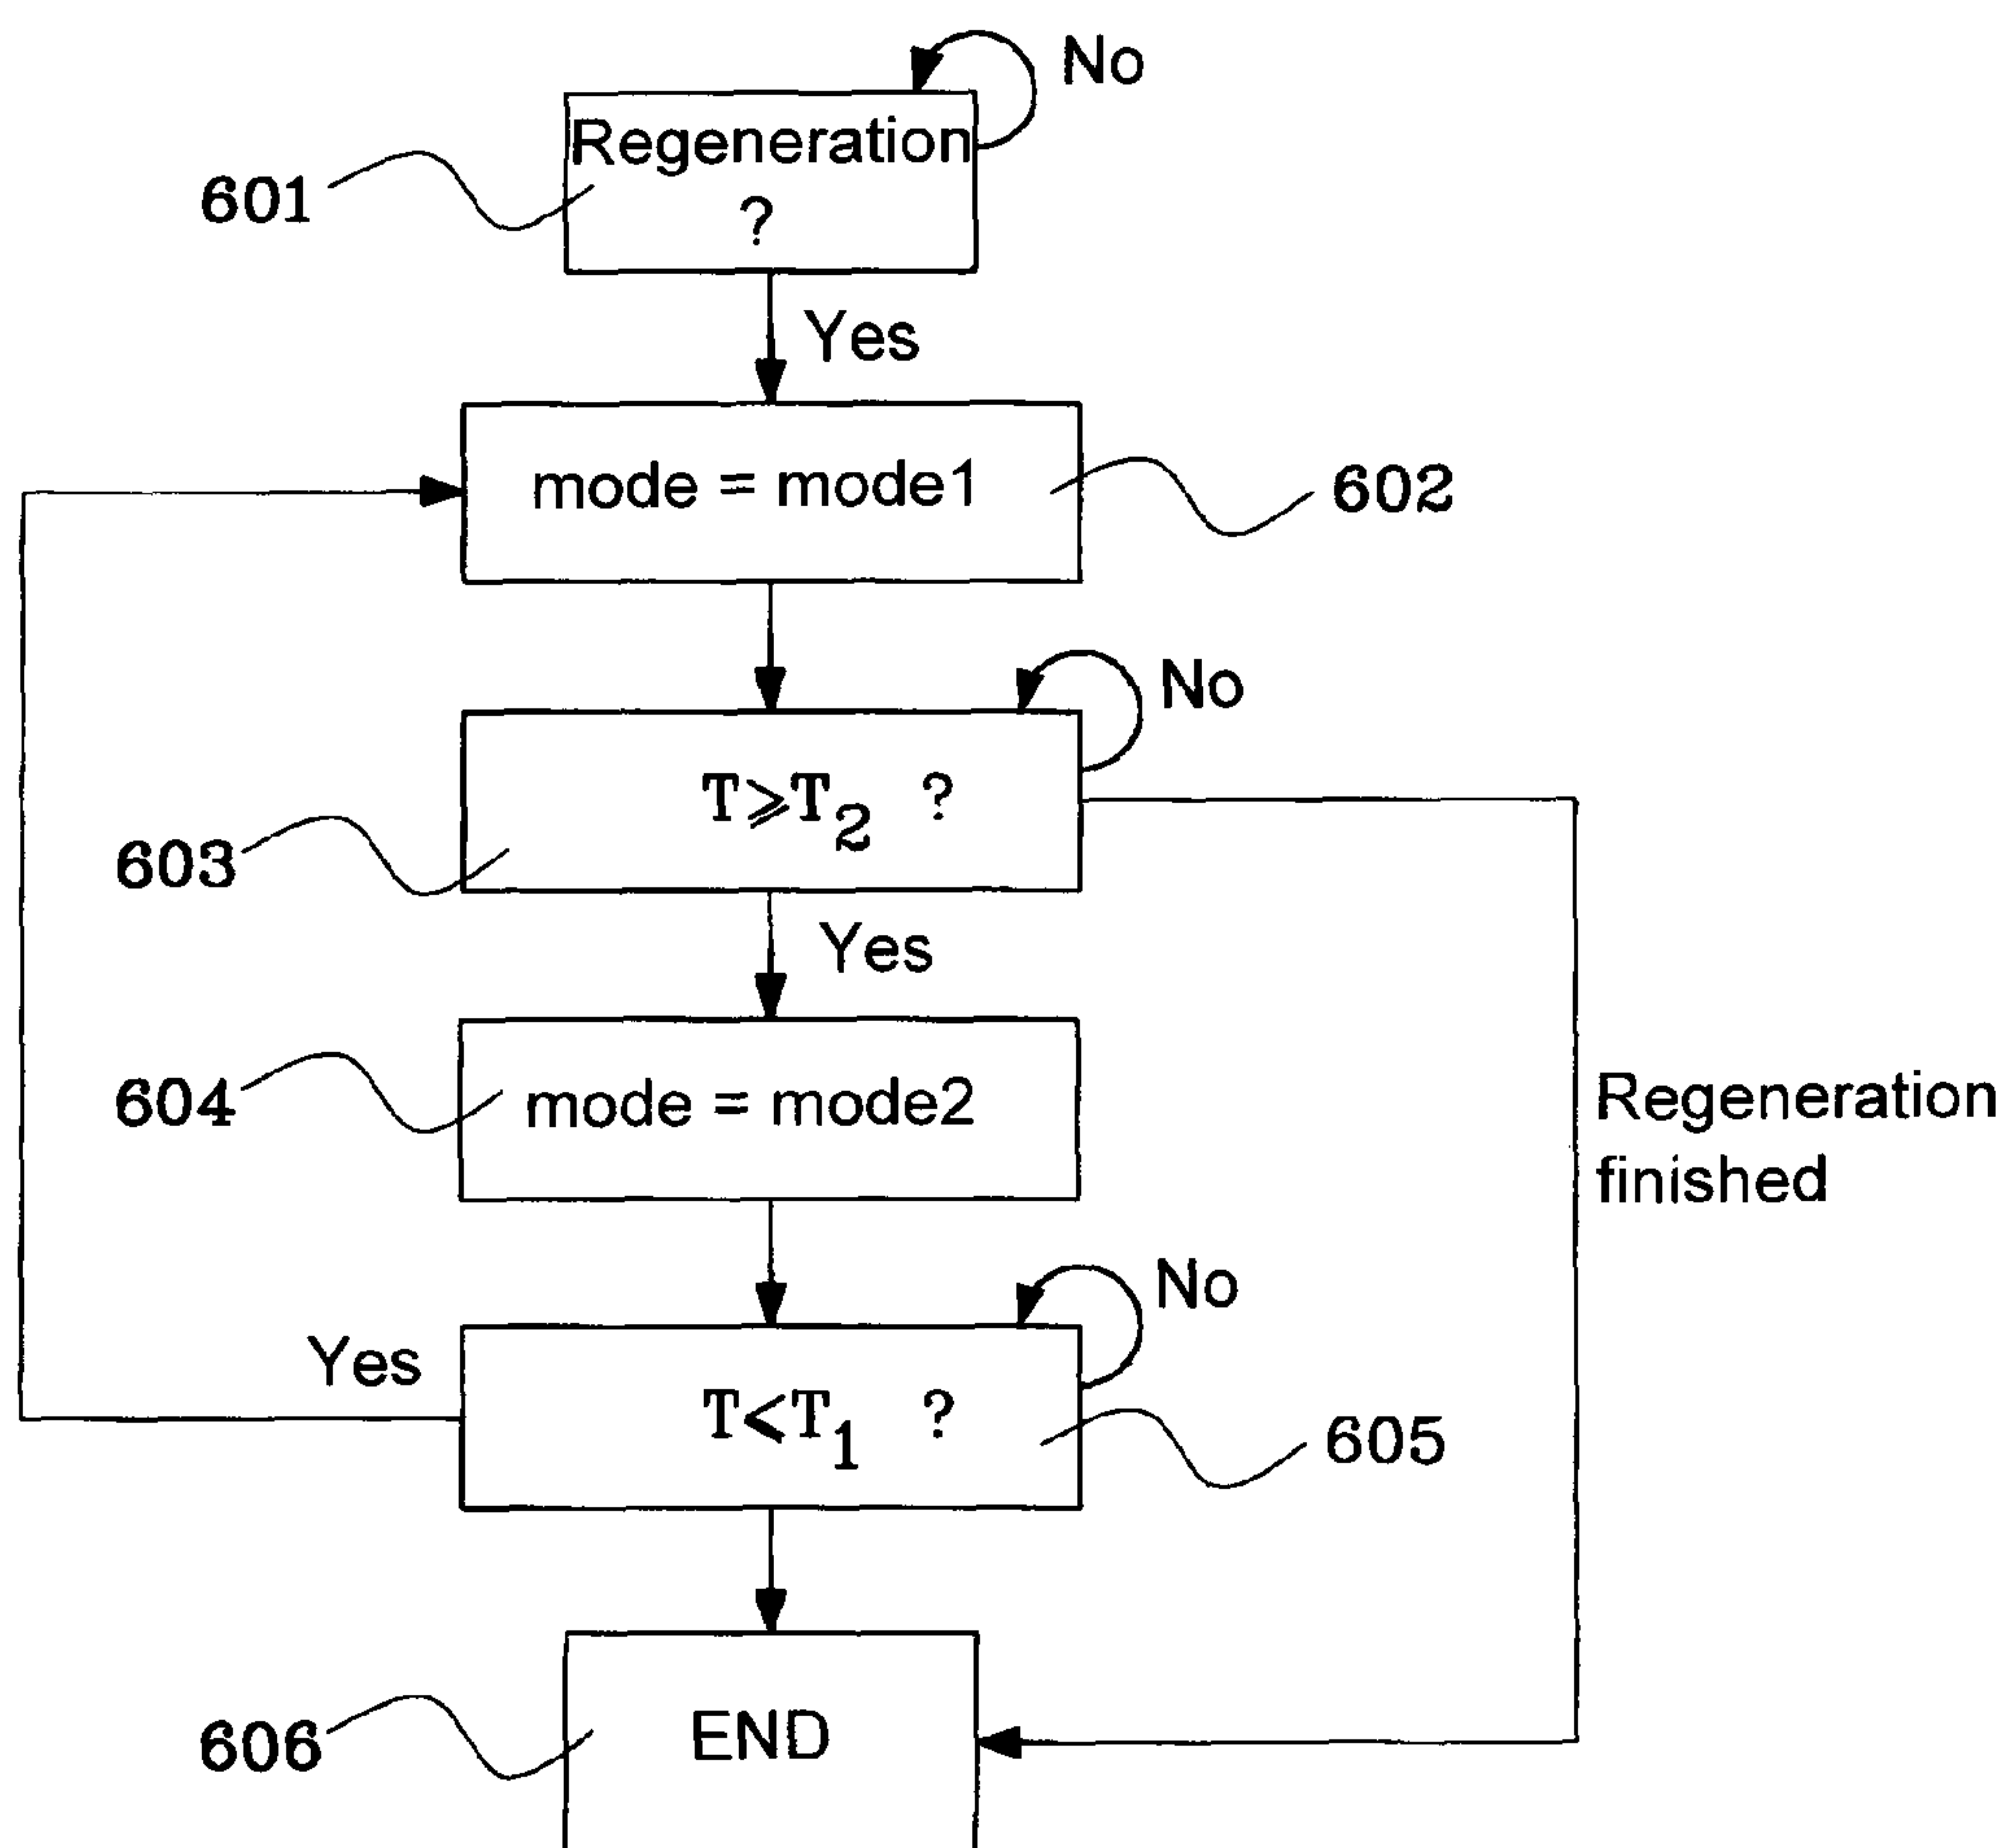 No
Regeneration
?
601
Yes
mode = mode1
602
No
T⩾T2 ?
603
Yes
604
mode = mode2
Regeneration
finished
No
Yes
T<T1 ?
605
606
END